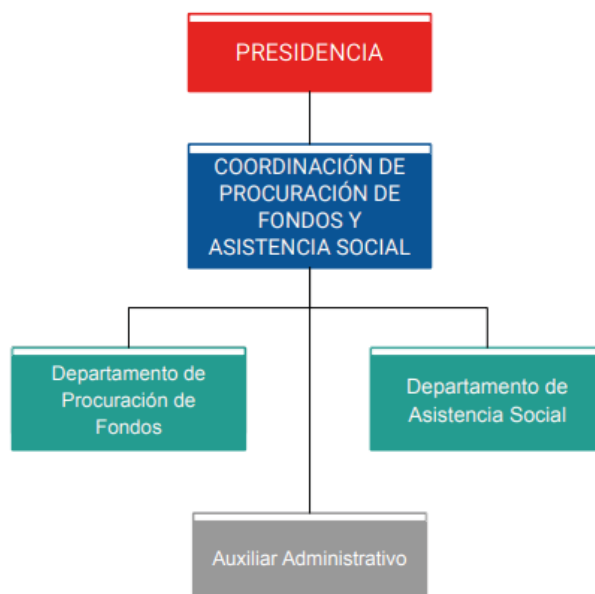 PRESIDENCIA
COORDINACIÓN DE
PROCURACIÓN DE
FONDOS Y
ASISTENCIA SOCIAL
Departamento de
Procuración de
Fondos
Departamento de
Asistencia Social
Auxiliar Administrativo